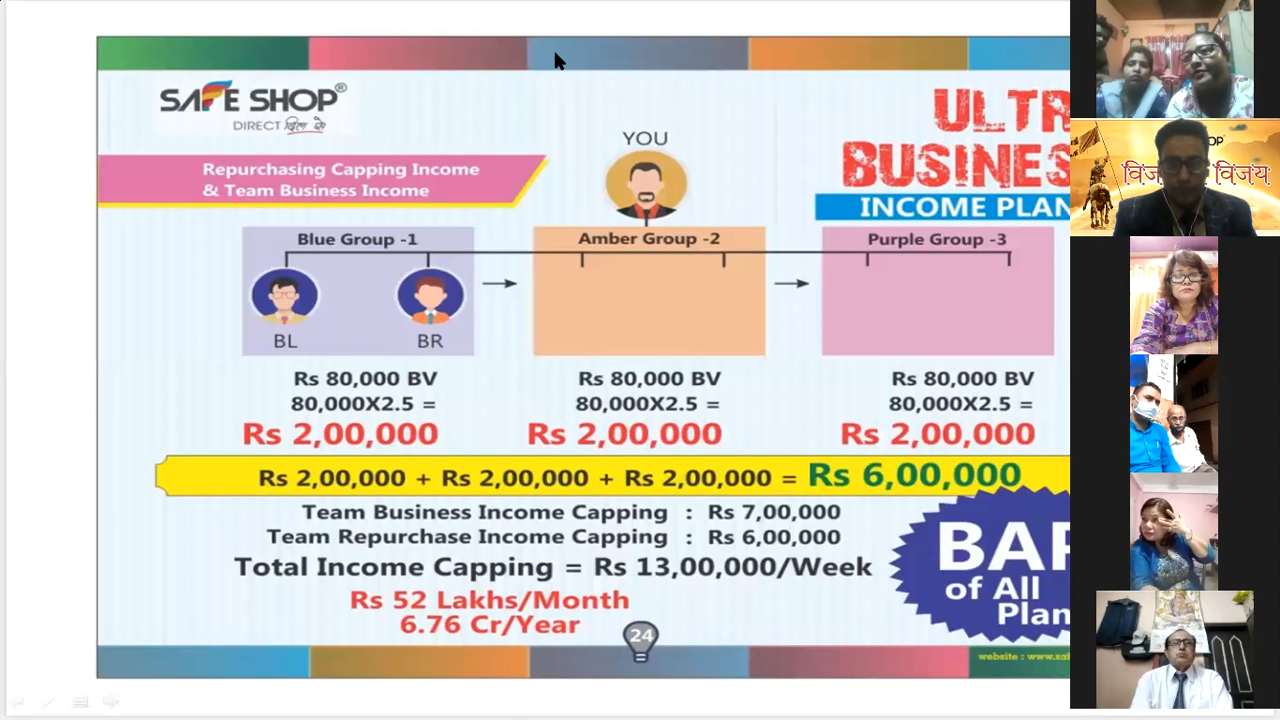 SAFE SHOP®
DIRECT दिल से
ULTR
BUSINES
INCOME PLAN
Repurchasing Capping Income
& Team Business Income
YOU
Blue Group -1
Amber Group -2
Purple Group -3
BL
BR
Rs 80,000 BV
80,000X2.5 =
Rs 2,00,000
Rs 80,000 BV
80,000X2.5 =
Rs 2,00,000
Rs 80,000 BV
80,000X2.5 =
Rs 2,00,000
Rs 2,00,000 + Rs 2,00,000 + Rs 2,00,000 = Rs 6,00,000
Team Business Income Capping : Rs 7,00,000
Team Repurchase Income Capping : Rs 6,00,000
Total Income Capping = Rs 13,00,000/Week
Rs 52 Lakhs/Month
6.76 Cr/Year
24
BAP
of All
Plan
website : www.saf
OP
विज
विजय